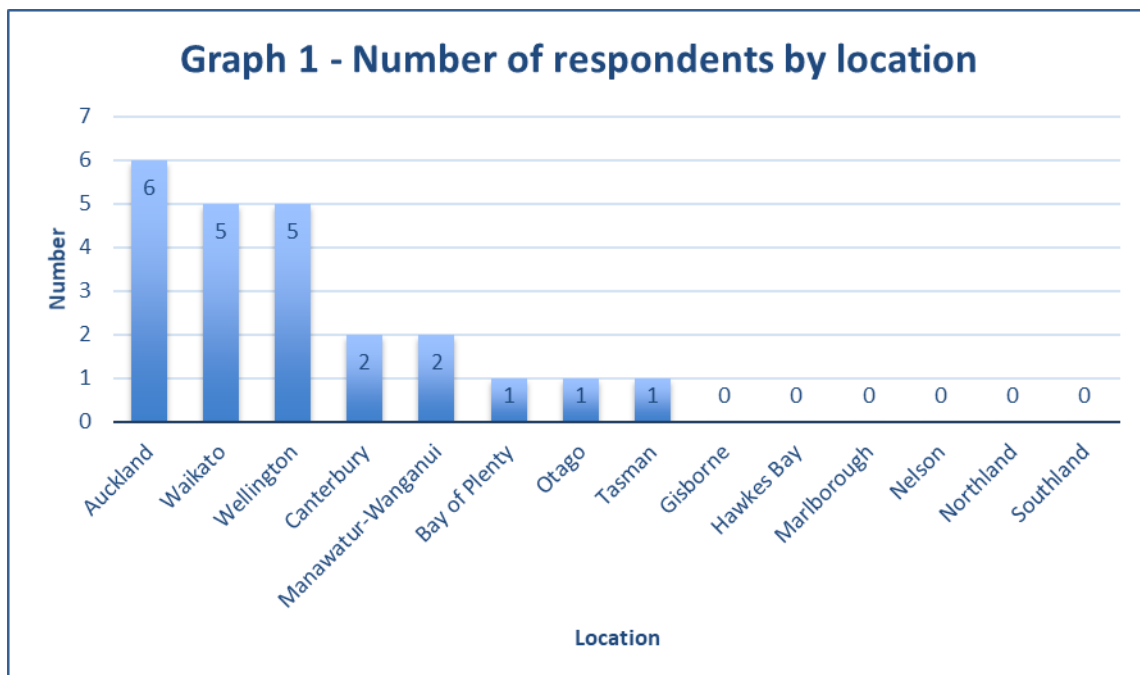 Graph 1 - Number of respondents by location
Number
7
6
5
4
3
2
1
0
6
5
5
2
2
1
1
1
0
0
0
0
0
0
Auckland
Waikato
Wellington
Canterbury
Manawatur-Wanganui
Bay of Plenty
Otago
Tasman
Gisborne
Hawkes Bay
Marlborough
Nelson
Northland
Southland
Location